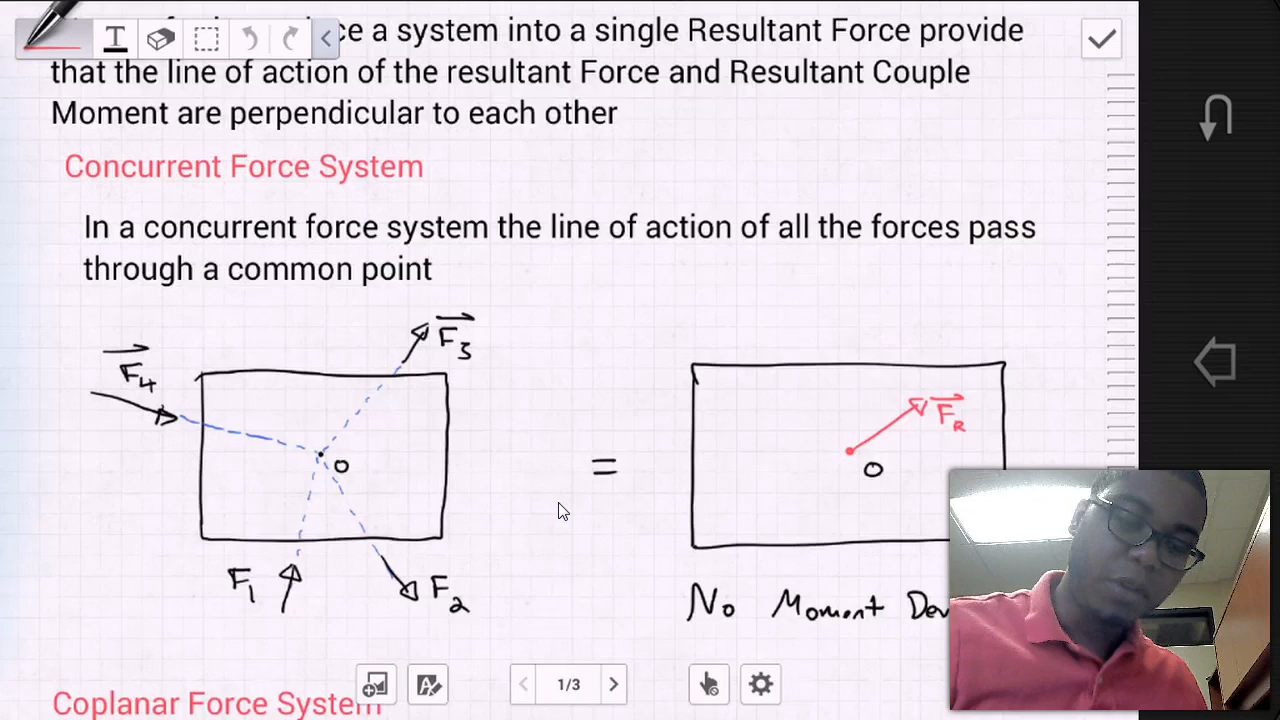 ce a system into a single Resultant Force provide
that the line of action of the resultant Force and Resultant Couple
Moment are perpendicular to each other
Concurrent Force System
In a concurrent force system the line of action of all the forces pass
through a common point
F3
F4
FR
O
=
O
F1
F2
No Moment Dev
1/3
Coplanar Force System